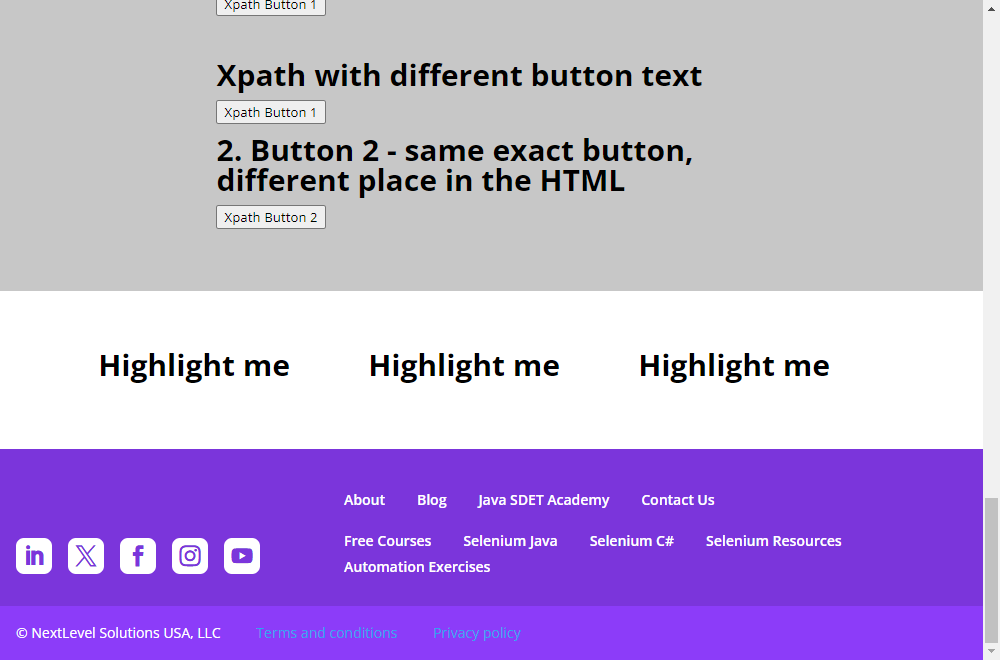 Xpath Button 1
Xpath with different button text
Xpath Button 1
2. Button 2 - same exact button,
different place in the HTML
Xpath Button 2
Highlight me Highlight me Highlight me
About Blog Java SDET Academy Contact Us
Free Courses Selenium Java Selenium C# Selenium Resources
Automation Exercises
© NextLevel Solutions USA, LLC Terms and conditions Privacy policy